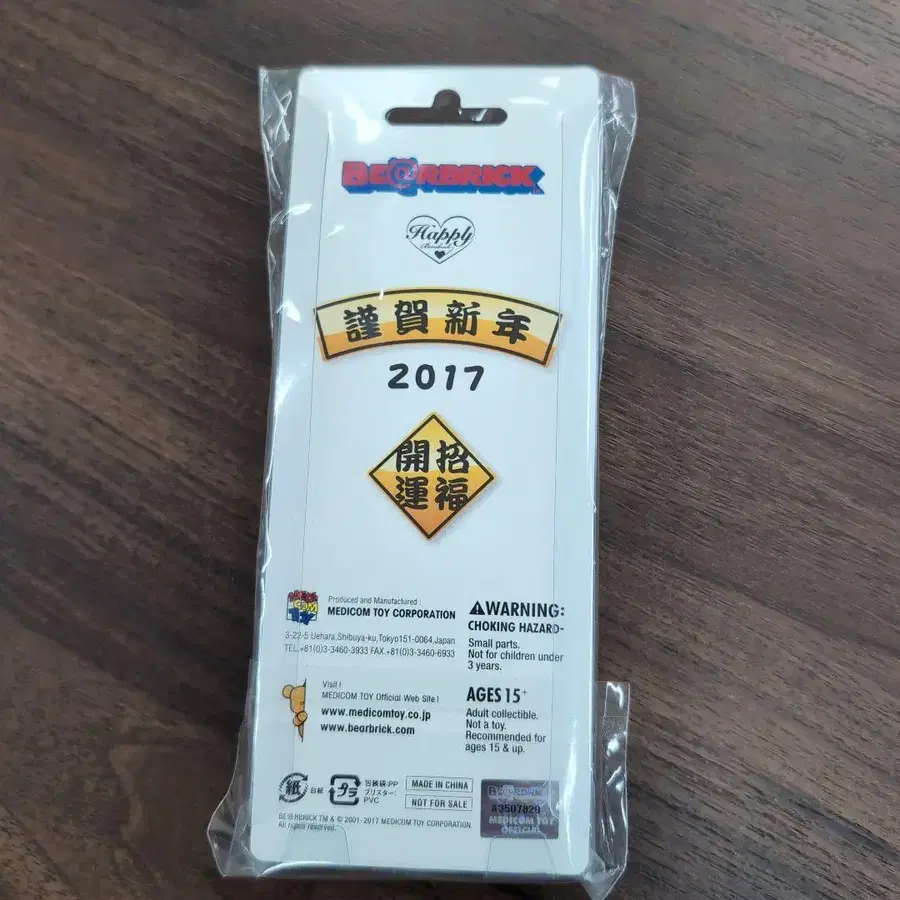 BE@RBRICK
Happy
謹賀新年
2017
開招
運福
Produced and Manufactured :
MEDICOM TOY CORPORATION
3-22-5 Uehara,Shibuya-ku,Tokyo151-0064,Japan
TEL.+81(0)3-3460-3933 FAX.+81(0)3-3460-6933
Visit !
MEDICOM TOY Official Web Site !
www.medicomtoy.co.jp
www.bearbrick.com
WARNING:
CHOKING HAZARD-
Small parts.
Not for children under
3 years.
AGES 15+
Adult collectible.
Not a toy.
Recommended for
ages 15 & up.
紙
台紙
プラ
包装袋:PP
ブリスター:
PVC
MADE IN CHINA
NOT FOR SALE
BE@RBRICK TM & © 2001-2017 MEDICOM TOY CORPORATION.
All rights reserved.
BE@RBRICK
A3507829
MEDICOM TOY
OFFICIAL